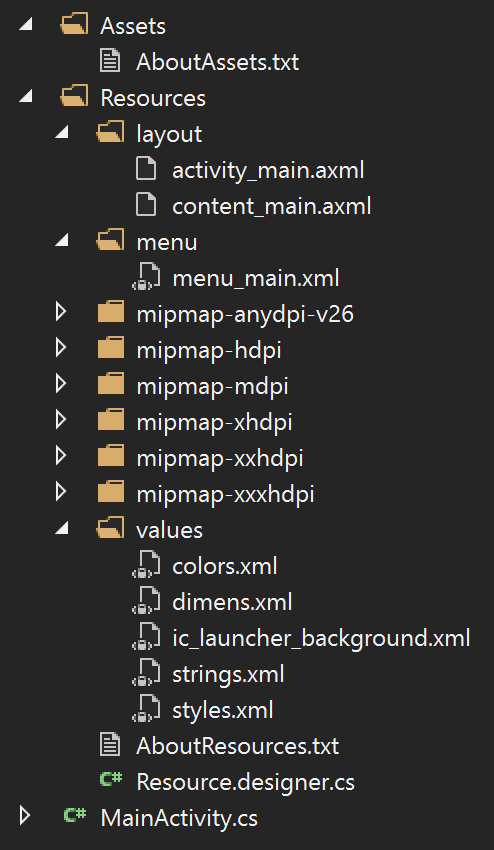 Assets
AboutAssets.txt
Resources
layout
activity_main.axml
content_main.axml
menu
menu_main.xml
mipmap-anydpi-v26
mipmap-hdpi
mipmap-mdpi
mipmap-xhdpi
mipmap-xxhdpi
mipmap-xxxhdpi
values
colors.xml
dimens.xml
ic_launcher_background.xml
strings.xml
styles.xml
AboutResources.txt
C# Resource.designer.cs
C# MainActivity.cs